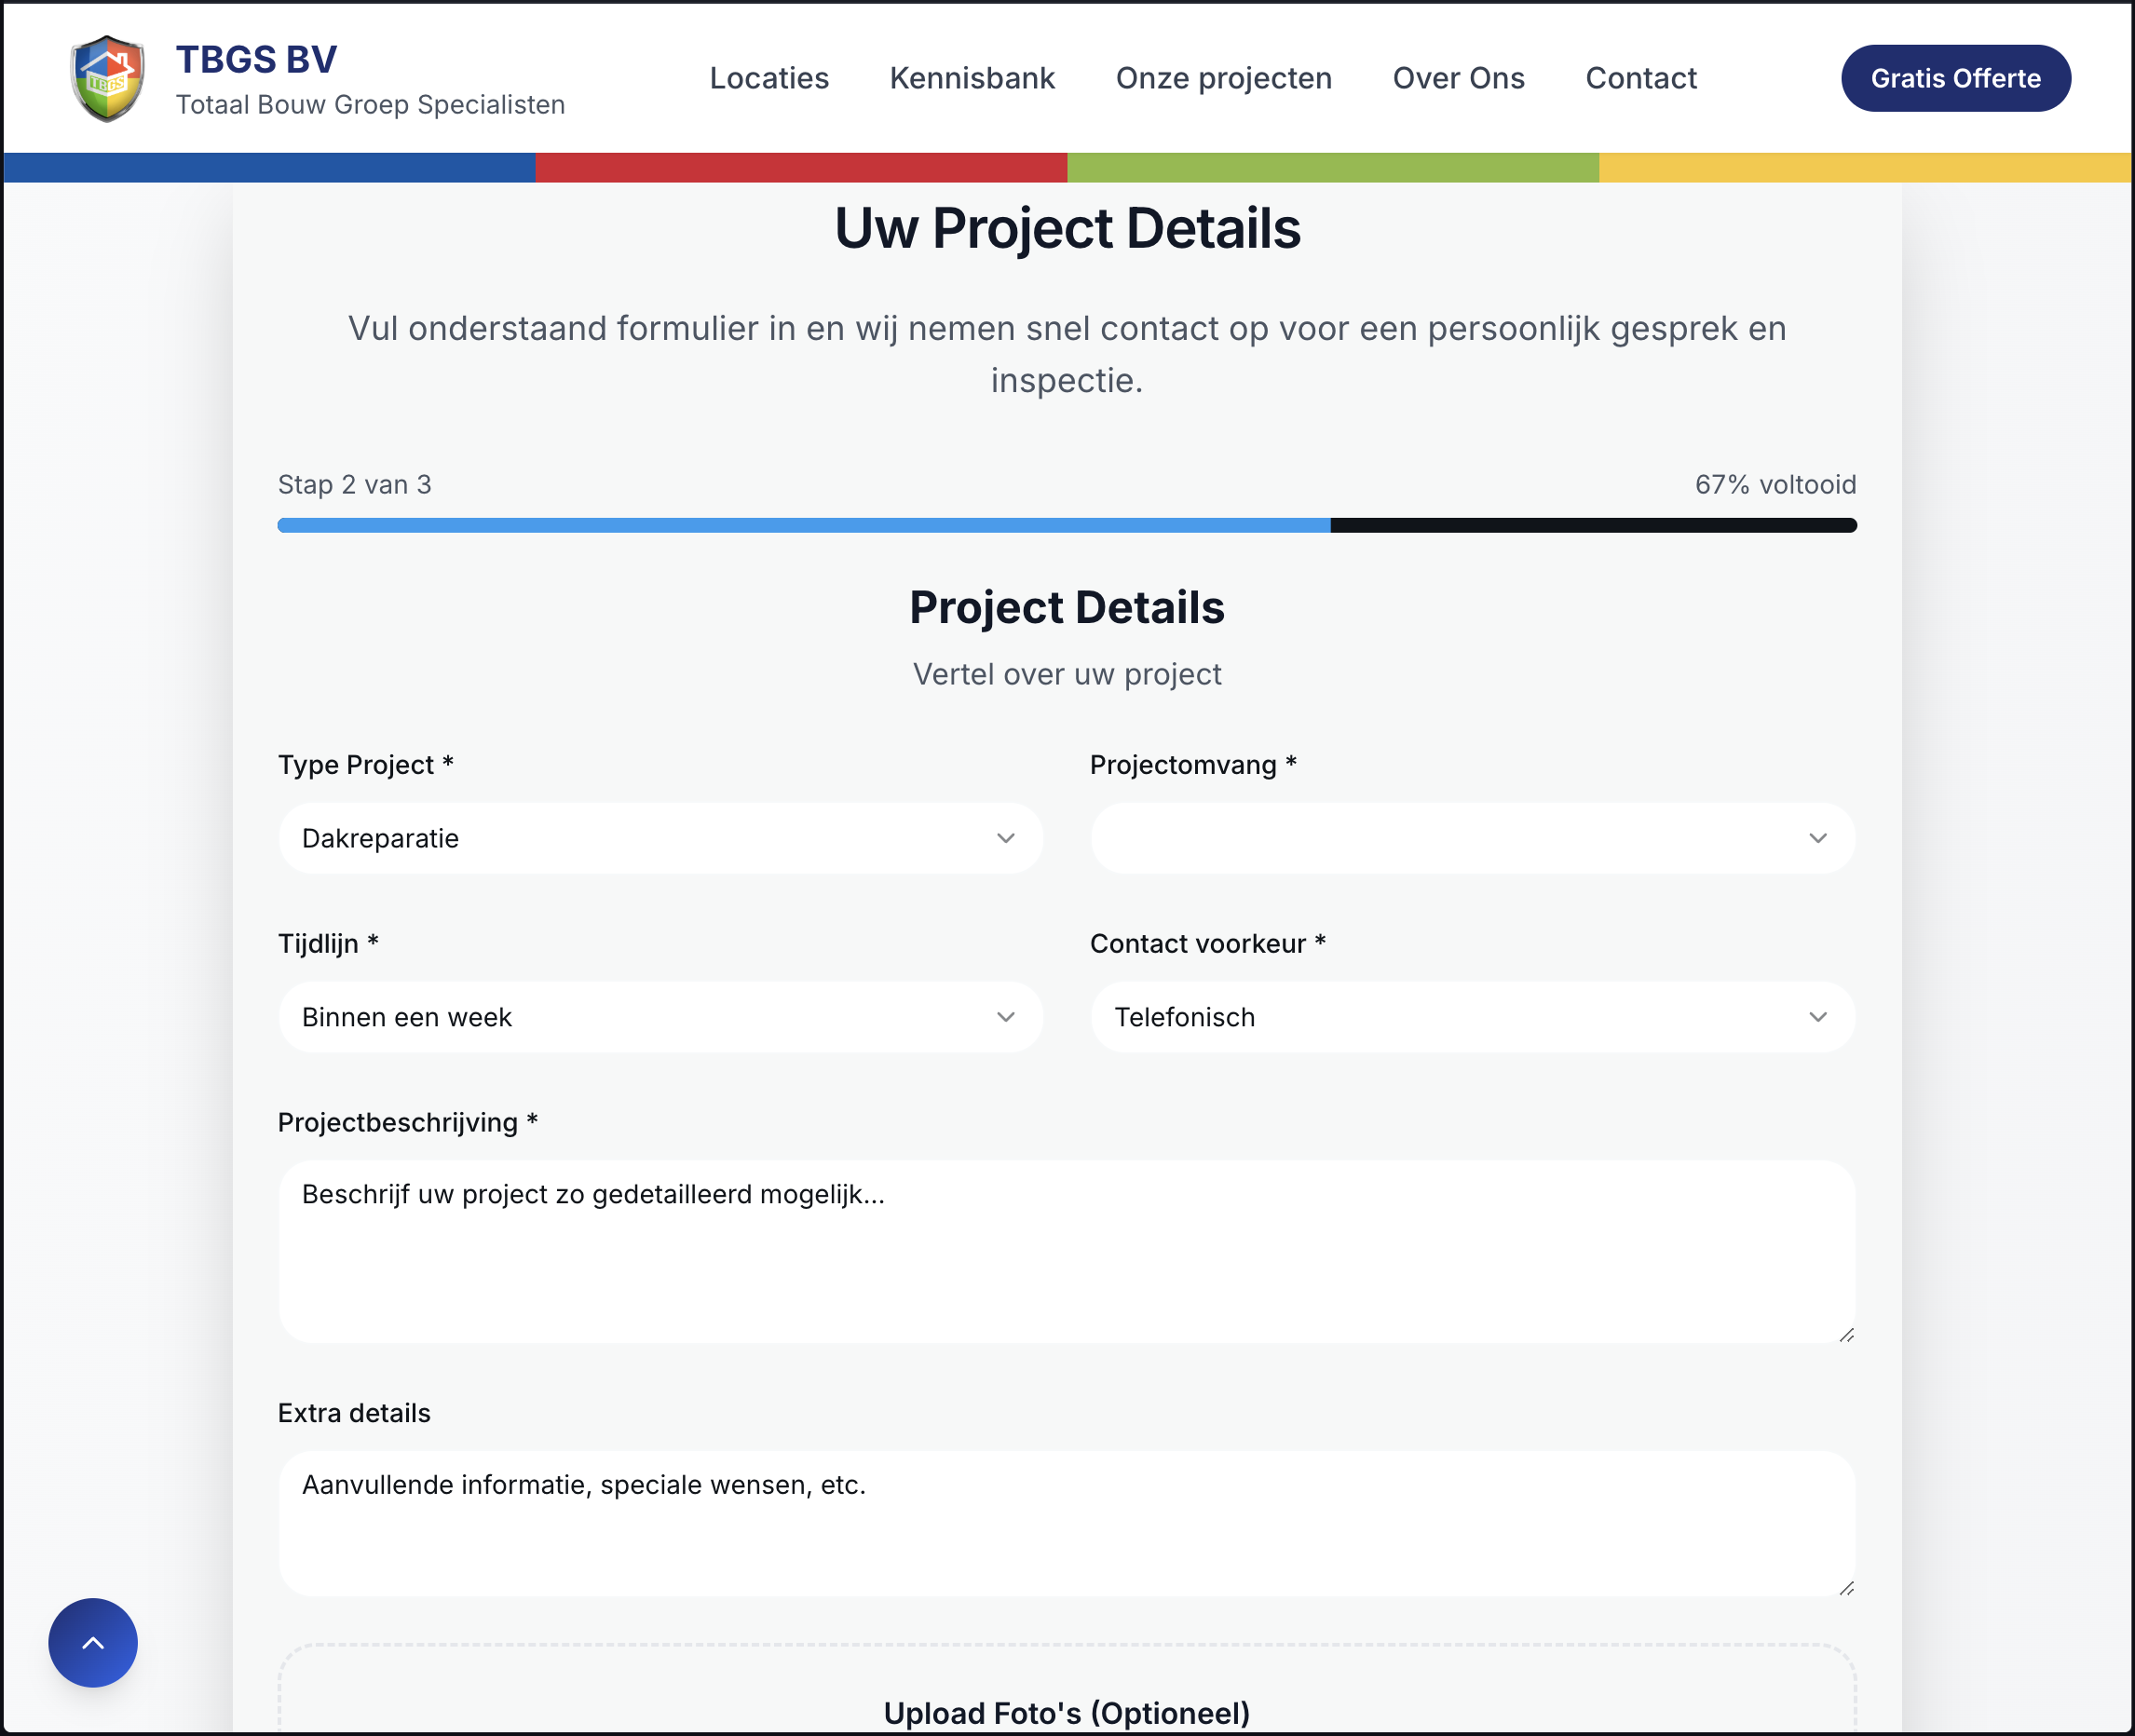 TBGS
TBGS BV
Totaal Bouw Groep Specialisten
Locaties
Kennisbank
Onze projecten
Over Ons
Contact
Gratis Offerte
Uw Project Details
Vul onderstaand formulier in en wij nemen snel contact op voor een persoonlijk gesprek en
inspectie.
Stap 2 van 3
67% voltooid
Project Details
Vertel over uw project
Type Project *
Projectomvang *
Dakreparatie
Tijdlijn *
Contact voorkeur *
Binnen een week
Telefonisch
Projectbeschrijving *
Beschrijf uw project zo gedetailleerd mogelijk...
Extra details
Aanvullende informatie, speciale wensen, etc.
Upload Foto's (Optioneel)